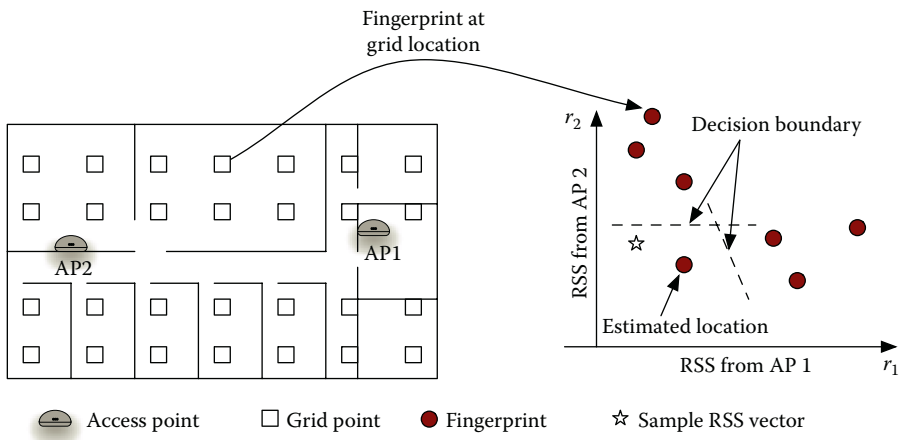 Fingerprint at
grid location
r2
Decision boundary
RSS from AP 2
AP2
AP1
Estimated location
RSS from AP 1
r1
Access point
Grid point
Fingerprint
Sample RSS vector